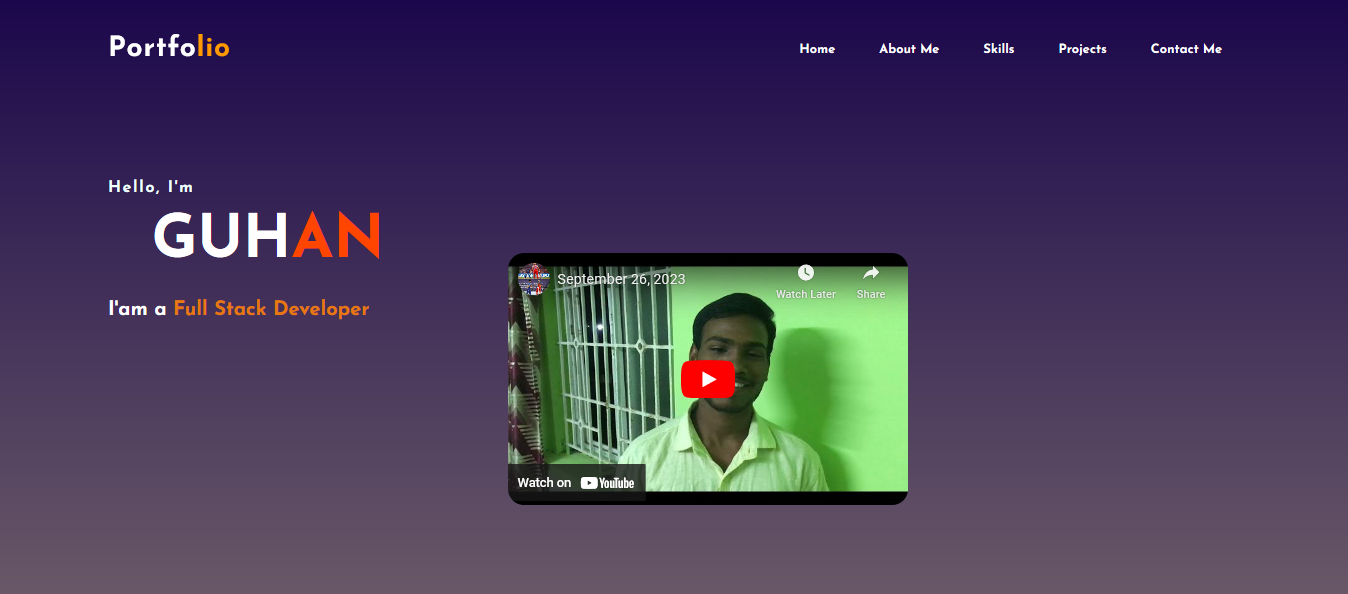 Portfolio
Home About Me Skills Projects Contact Me
Hello, I'm
GUHAN
I'am a Full Stack Developer
September 26, 2023
Watch Later Share
Watch on YouTube